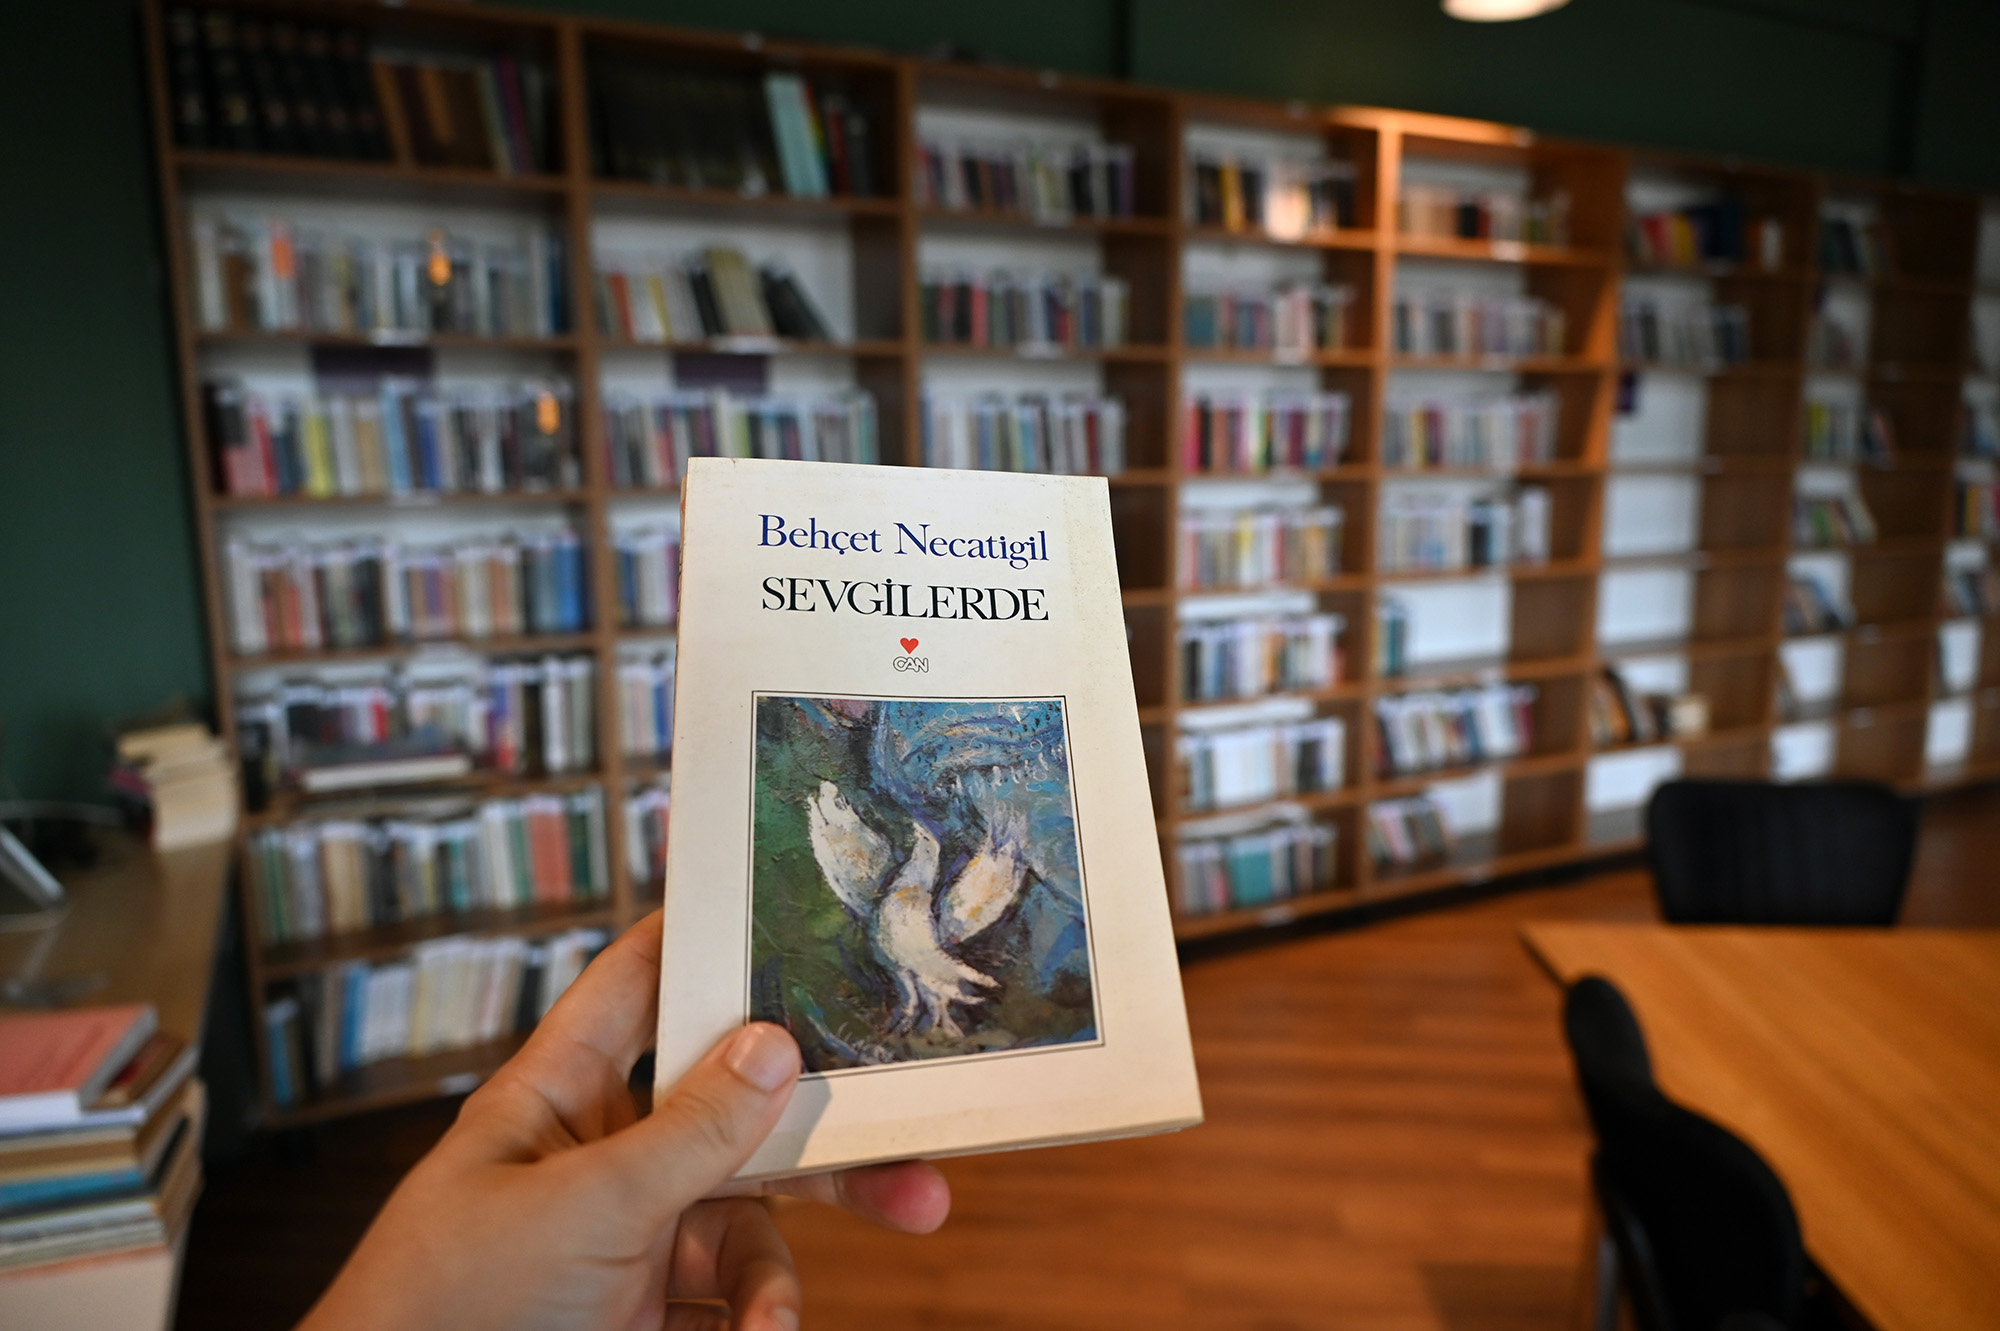 Behçet Necatigil
SEVGİLERDE
CAN